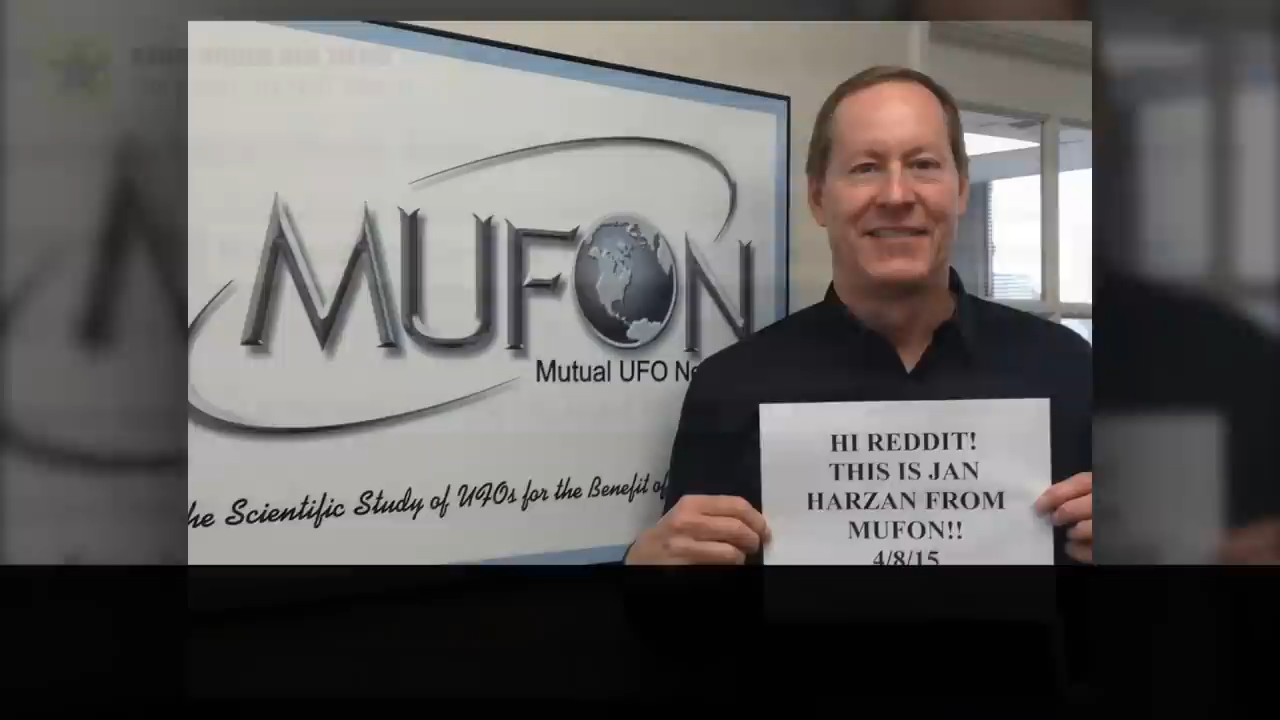 MUFON
Mutual UFO
he Scientific Study of UFOs for the Benefit of
HI REDDIT!
THIS IS JAN
HARZAN FROM
MUFON!!
4/8/15